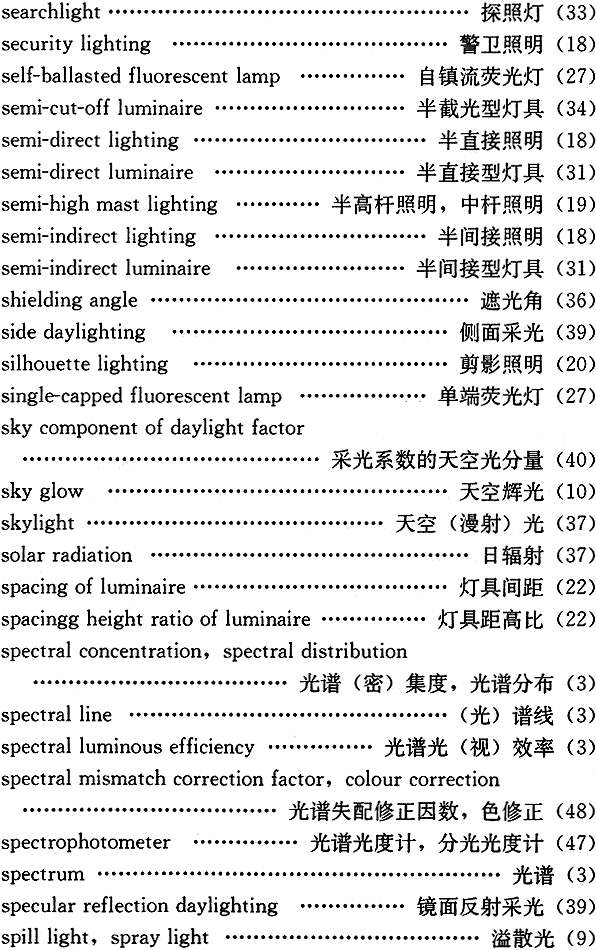 searchlight ………………………………………… 探照灯（33）
security lighting ………………………………… 警卫照明（18）
self-ballasted fluorescent lamp …………… 自镇流荧光灯（27）
semi-cut-off luminaire ……………………… 半截光型灯具（34）
semi-direct lighting ………………………… 半直接照明（18）
semi-direct luminaire ……………………… 半直接型灯具（31）
semi-high mast lighting ………… 半高杆照明，中杆照明（19）
semi-indirect lighting ……………………… 半间接照明（18）
semi-indirect luminaire …………………… 半间接型灯具（31）
shielding angle ……………………………………… 遮光角（36）
side daylighting ………………………………… 侧面采光（39）
silhouette lighting ……………………………… 剪影照明（20）
single-capped fluorescent lamp ……………… 单端荧光灯（27）
sky component of daylight factor
…………………………………… 采光系数的天空光分量（40）
sky glow ………………………………………… 天空辉光（10）
skylight …………………………………… 天空（漫射）光（37）
solar radiation ……………………………………… 日辐射（37）
spacing of luminaire ……………………………… 灯具间距（22）
spacingg height ratio of luminaire …………… 灯具距高比（22）
spectral concentration，spectral distribution
……………………………… 光谱（密）集度，光谱分布（3）
spectral line ……………………………………… （光）谱线（3）
spectral luminous efficiency …………… 光谱光（视）效率（3）
spectral mismatch correction factor，colour correction
……………………………… 光谱失配修正因数，色修正（48）
spectrophotometer …………… 光谱光度计，分光光度计（47）
spectrum ………………………………………………… 光谱（3）
specular reflection daylighting …………… 镜面反射采光（39）
spill light，spray light ……………………………… 溢散光（9）